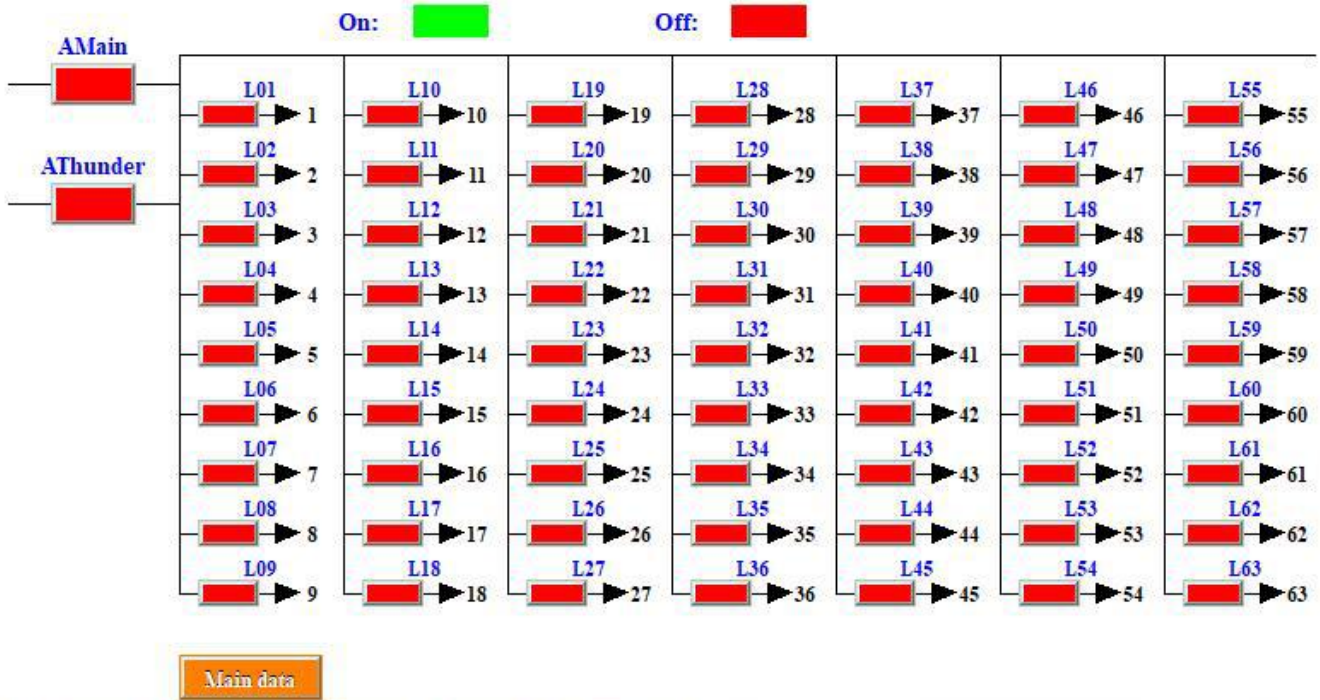 On: Off:
AMain
L01 L10 L19 L28 L37 L46 L55
1 10 19 28 37 46 55
L02 L11 L20 L29 L38 L47 L56
AThunder
2 11 20 29 38 47 56
L03 L12 L21 L30 L39 L48 L57
3 12 21 30 39 48 57
L04 L13 L22 L31 L40 L49 L58
4 13 22 31 40 49 58
L05 L14 L23 L32 L41 L50 L59
5 14 23 32 41 50 59
L06 L15 L24 L33 L42 L51 L60
6 15 24 33 42 51 60
L07 L16 L25 L34 L43 L52 L61
7 16 25 34 43 52 61
L08 L17 L26 L35 L44 L53 L62
8 17 26 35 44 53 62
L09 L18 L27 L36 L45 L54 L63
9 18 27 36 45 54 63
Main data